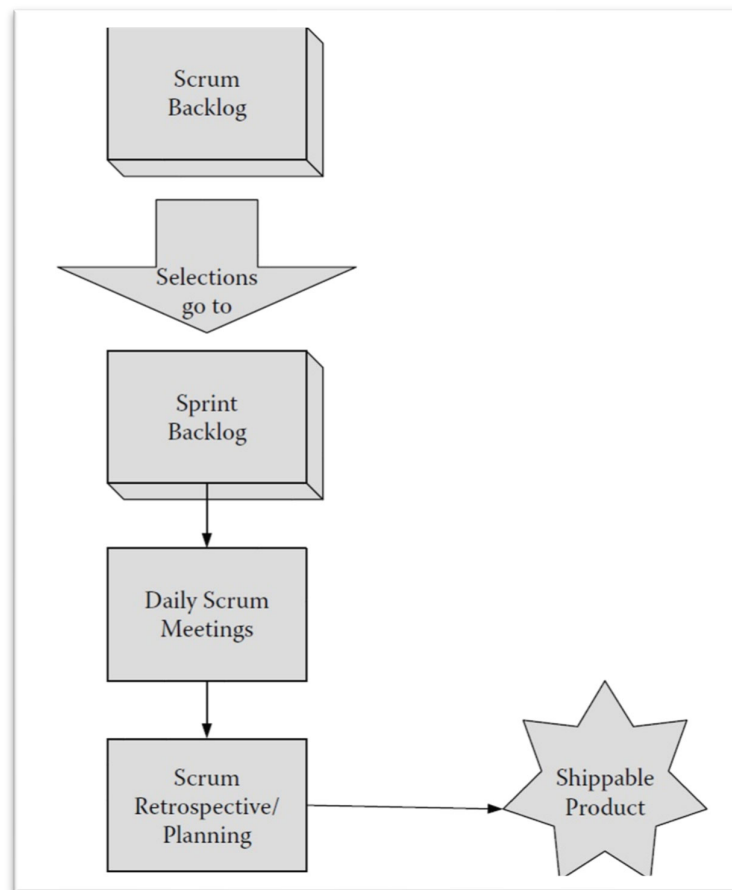 Scrum
Backlog
Selections
go to
Sprint
Backlog
Daily Scrum
Meetings
Scrum
Retrospective/
Planning
Shippable
Product